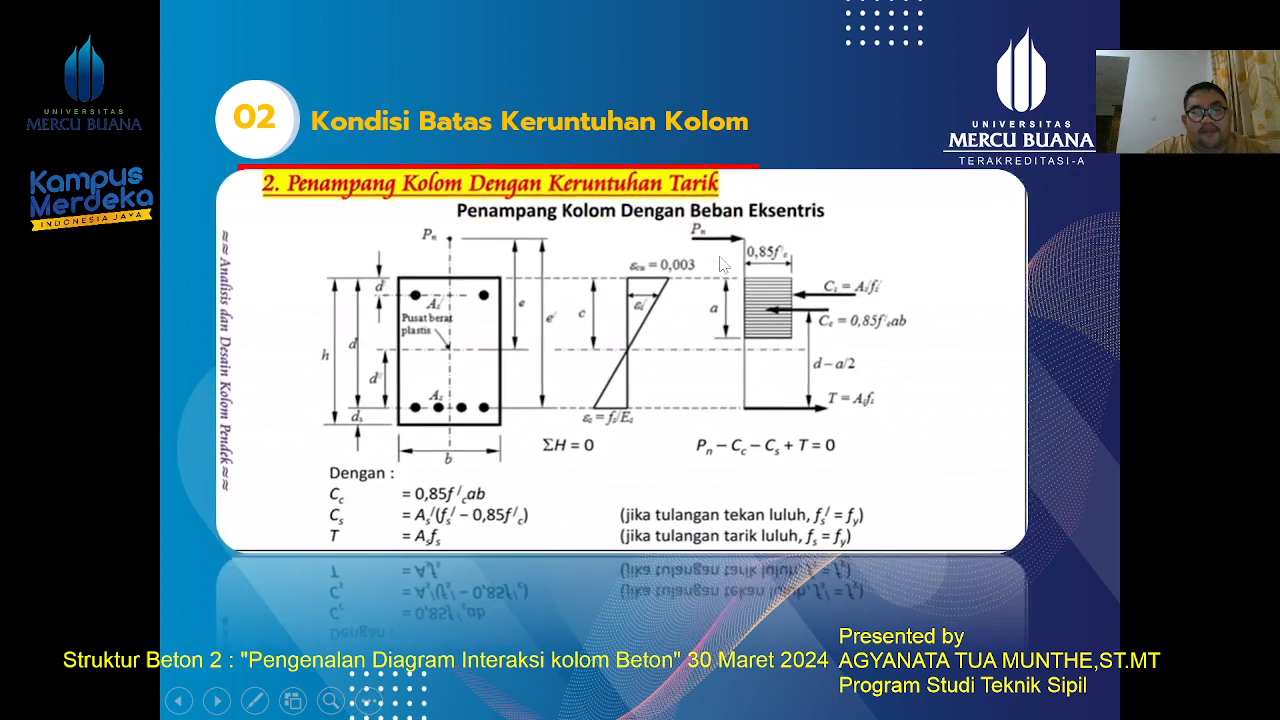 UNIVERSITAS
MERCU BUANA
Kampus
Merdeka
INDONESIA JAYA
02
Kondisi Batas Keruntuhan Kolom
UNIVERSITAS
MERCU BUANA
TERAKREDITASI-A
2. Penampang Kolom Dengan Keruntuhan Tarik
Penampang Kolom Dengan Beban Eksentris
≈≈ Analisis dan Desain Kolom Pendek ≈≈
Pn
d'
As'
Pusat berat
plastis
h
d
d"
As
ds
b
e
e'
εcu = 0,003
εs'
c
εs = fs/Es
Pn
0,85f'c
a
Cs = As'fs'
Cc = 0,85f'c ab
d – a/2
T = Asfs
ΣH = 0
Pn – Cc – Cs + T = 0
Dengan :
Cc = 0,85f'c ab
Cs = As'(fs' – 0,85f'c) (jika tulangan tekan luluh, fs' = fy)
T = Asfs (jika tulangan tarik luluh, fs = fy)
Struktur Beton 2 : "Pengenalan Diagram Interaksi kolom Beton" 30 Maret 2024
Presented by
AGYANATA TUA MUNTHE,ST.MT
Program Studi Teknik Sipil